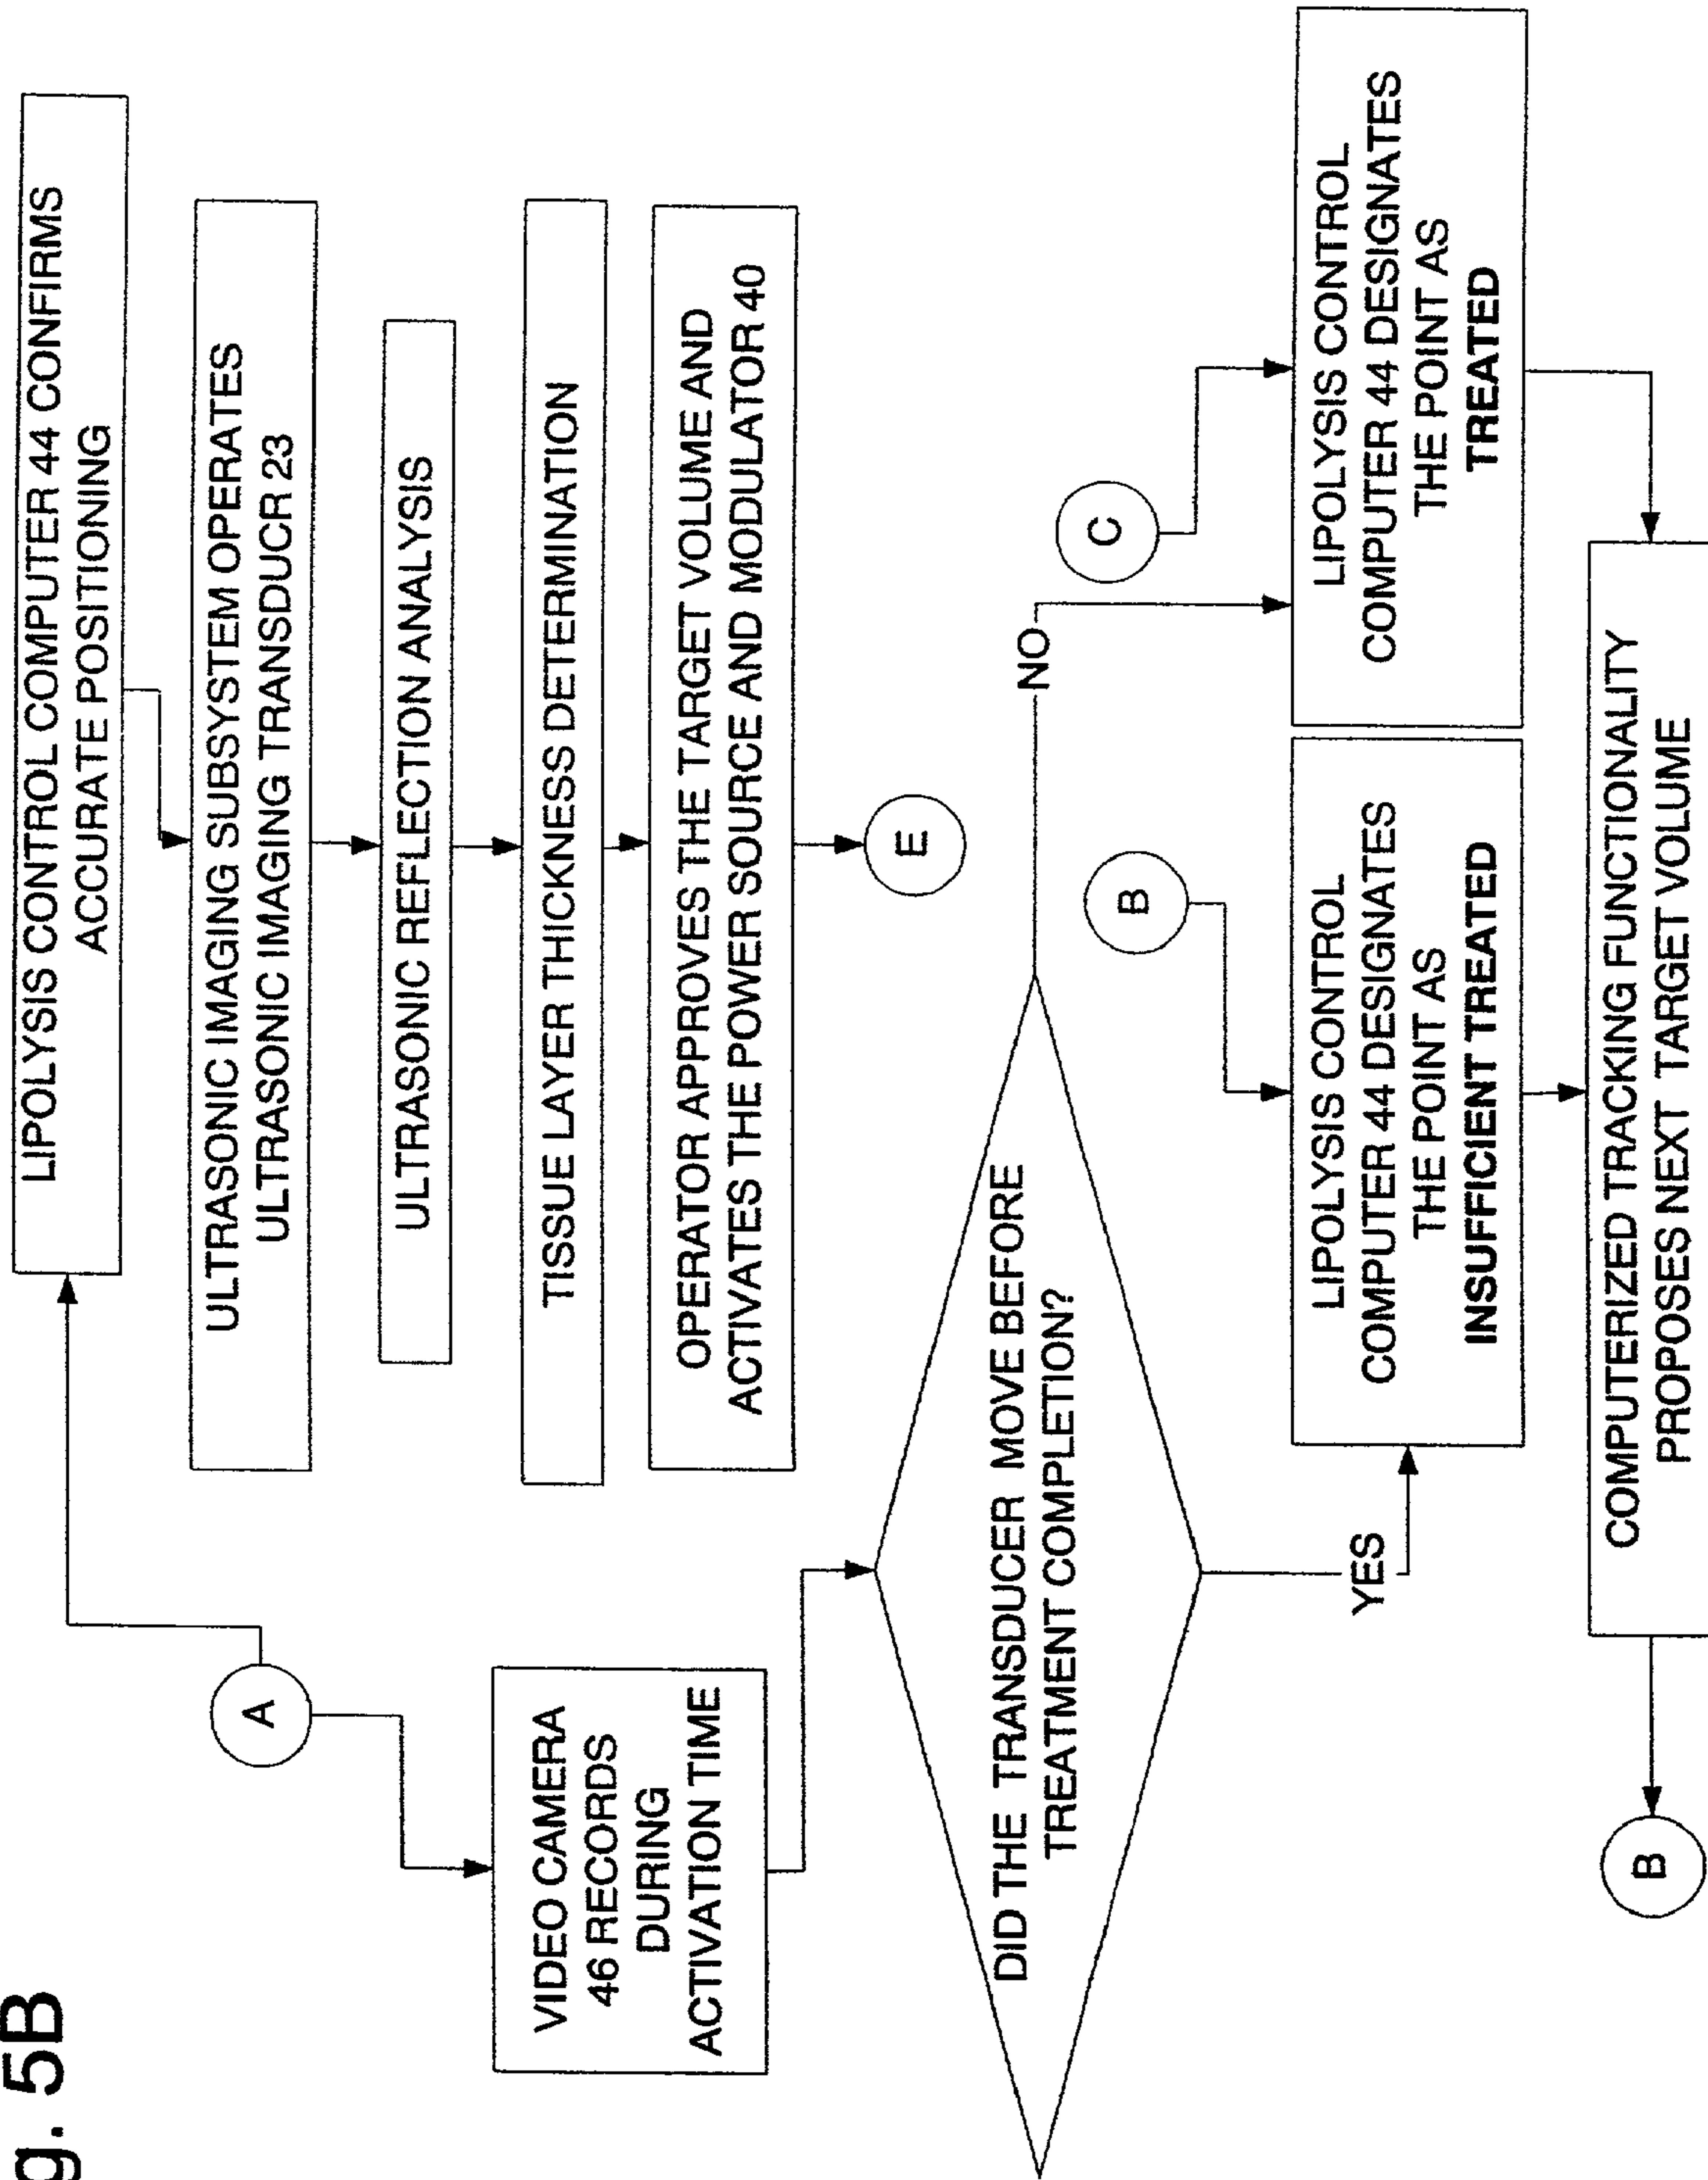 g. 5B
LIPOLYSIS CONTROL COMPUTER 44 CONFIRMS
ACCURATE POSITIONING
ULTRASONIC IMAGING SUBSYSTEM OPERATES
ULTRASONIC IMAGING TRANSDUCR 23
ULTRASONIC REFLECTION ANALYSIS
TISSUE LAYER THICKNESS DETERMINATION
OPERATOR APPROVES THE TARGET VOLUME AND
ACTIVATES THE POWER SOURCE AND MODULATOR 40
E
A
VIDEO CAMERA
46 RECORDS
DURING
ACTIVATION TIME
DID THE TRANSDUCER MOVE BEFORE
TREATMENT COMPLETION?
NO
YES
B
LIPOLYSIS CONTROL
COMPUTER 44 DESIGNATES
THE POINT AS
INSUFFICIENT TREATED
C
LIPOLYSIS CONTROL
COMPUTER 44 DESIGNATES
THE POINT AS
TREATED
COMPUTERIZED TRACKING FUNCTIONALITY
PROPOSES NEXT TARGET VOLUME
B